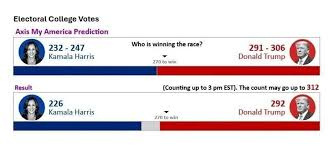 Electoral College Votes
Axis My America Prediction
232 - 247 Who is winning the race? 291 - 306
Kamala Harris Donald Trump
270 to win
Result (Counting up to 3 pm EST). The count may go up to 312
226 292
Kamala Harris Donald Trump
270 to win